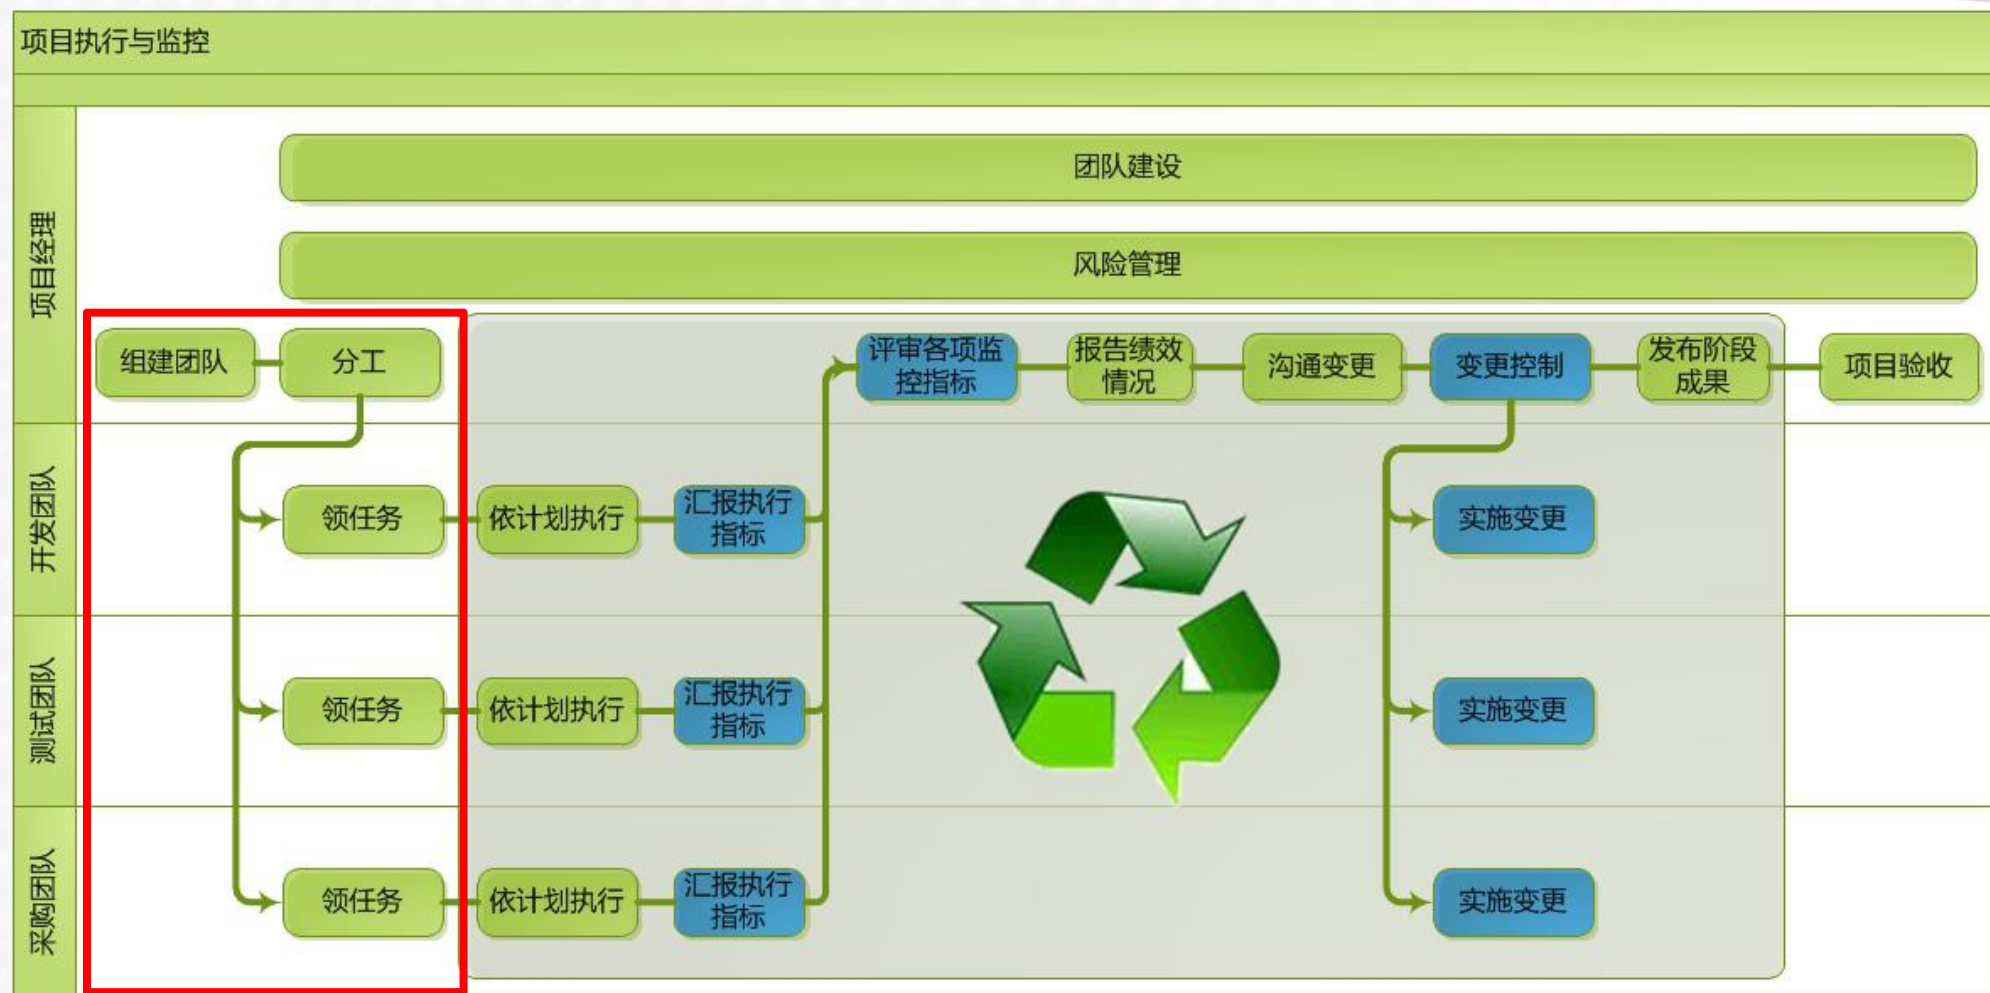 项目执行与监控
项目经理
团队建设
风险管理
组建团队
分工
评审各项监
控指标
报告绩效
情况
沟通变更
变更控制
发布阶段
成果
项目验收
开发团队
领任务
依计划执行
汇报执行
指标
实施变更
测试团队
领任务
依计划执行
汇报执行
指标
实施变更
采购团队
领任务
依计划执行
汇报执行
指标
实施变更